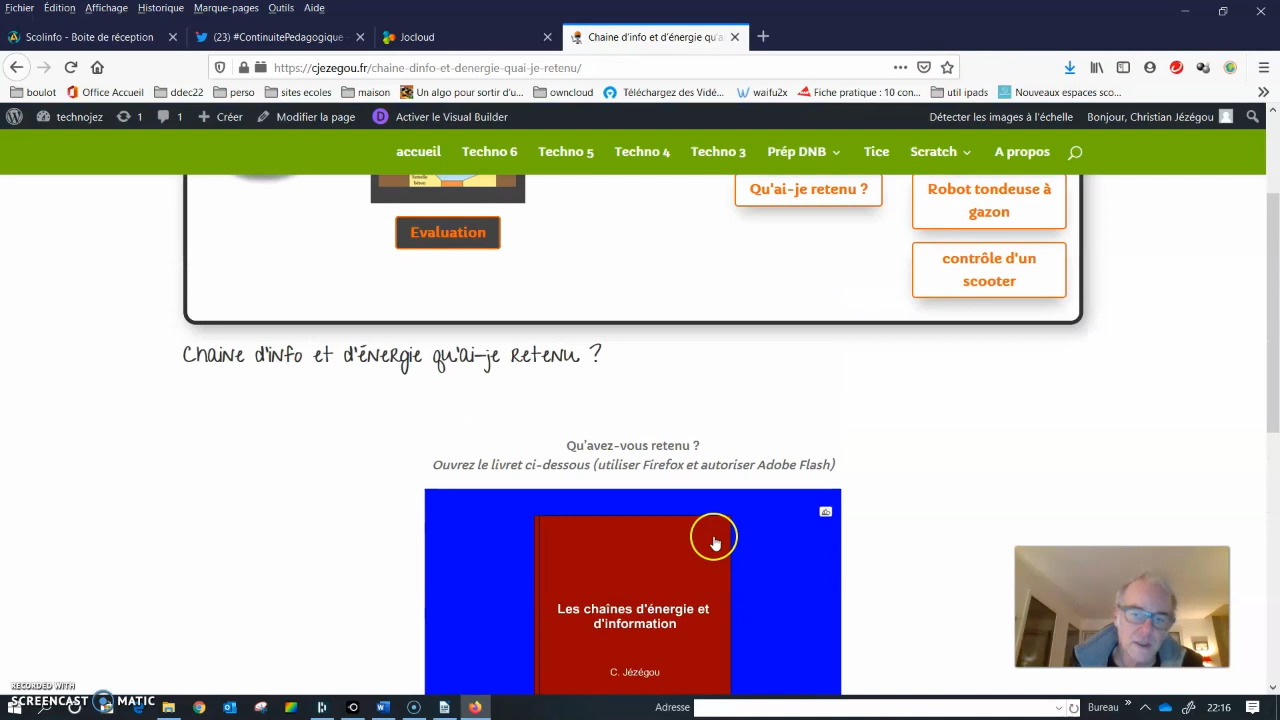 Fichier Édition Affichage Historique Marque-pages Outils Aide
Scolinfo - Boite de réception
(23) #ContinuitePedagogique -
Jocloud
Chaine d'info et d'énergie qu'a
https://cjezegou.fr/chaine-dinfo-et-denergie-quai-je-retenu/
boulot
Office Accueil
ddec22
perso
sites ecoles
maison
Un algo pour sortir d'u...
owncloud
Téléchargez des Vidé...
waifu2x
Fiche pratique : 10 con...
util ipads
Nouveaux espaces sco...
technojez
1
1
Créer
Modifier la page
Activer le Visual Builder
Détecter les images à l'échelle
Bonjour, Christian Jézégou
accueil Techno 6 Techno 5 Techno 4 Techno 3 Prép DNB Tice Scratch A propos
Qu'ai-je retenu ?
Robot tondeuse à
gazon
Evaluation
contrôle d'un
scooter
Chaine d'info et d'énergie qu'ai-je retenu ?
Qu'avez-vous retenu ?
Ouvrez le livret ci-dessous (utiliser Firefox et autoriser Adobe Flash)
Les chaînes d'énergie et
d'information
C. Jézégou
RECORDED WITH
SCREENCAST MATIC
Adresse
Bureau
22:16